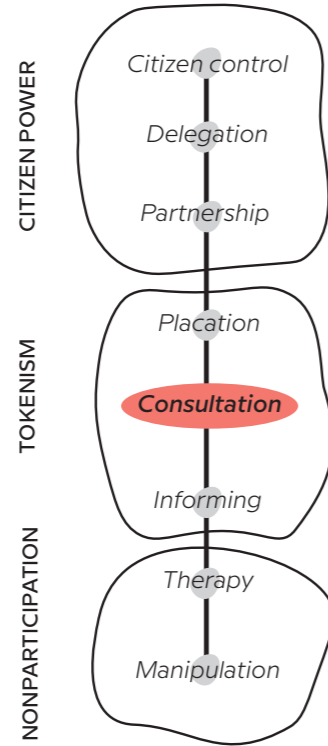 CITIZEN POWER
Citizen control
Delegation
Partnership
TOKENISM
Placation
Consultation
Informing
NONPARTICIPATION
Therapy
Manipulation